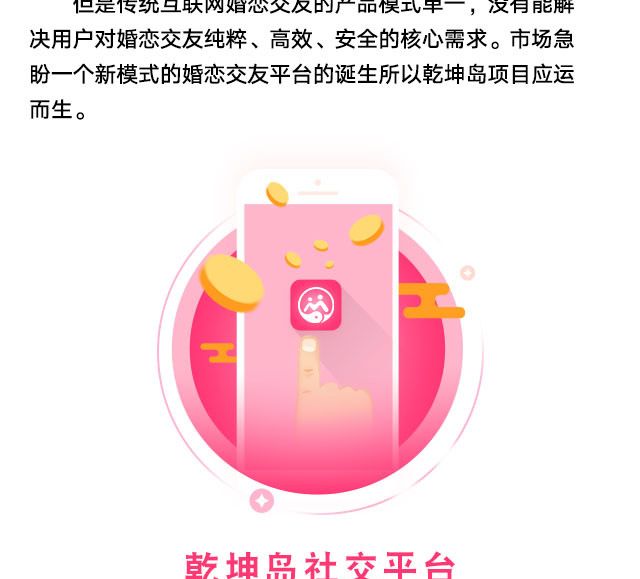 但是传统互联网婚恋交友的产品模式单一，没有能解
决用户对婚恋交友纯粹、高效、安全的核心需求。市场急
盼一个新模式的婚恋交友平台的诞生所以乾坤岛项目应运
而生。
乾坤岛社交平台